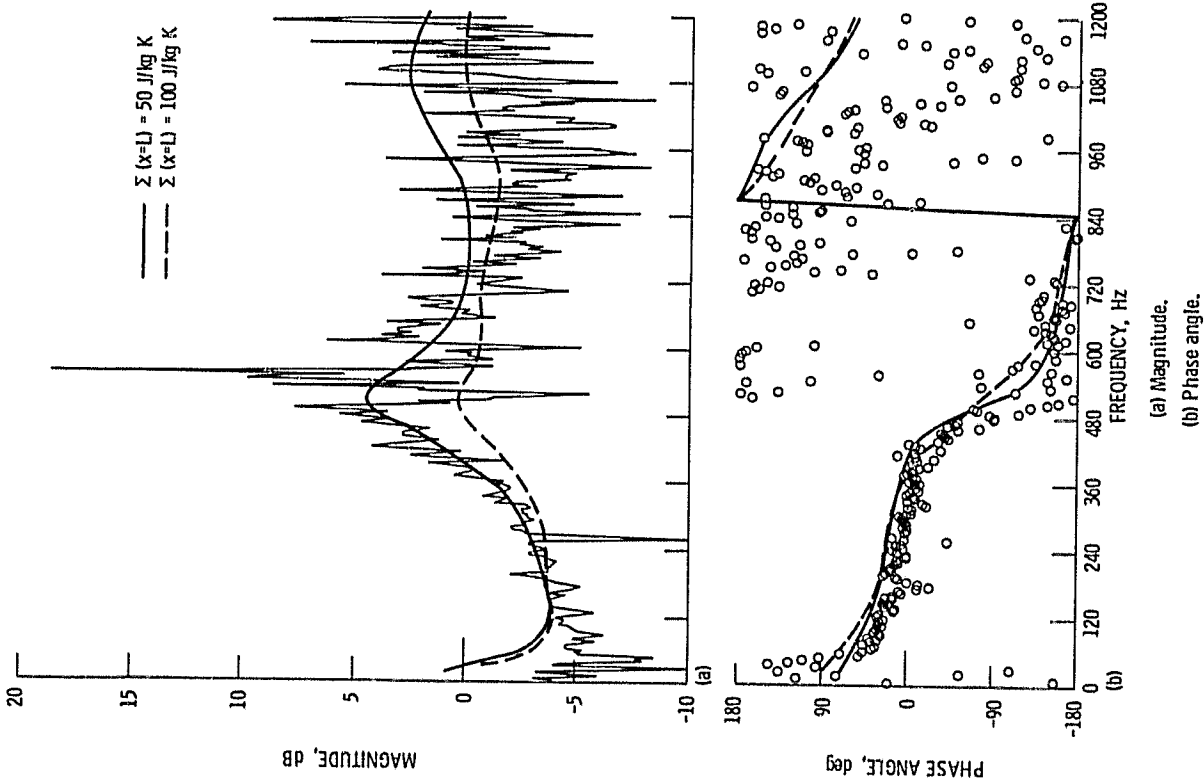 Σ (x=L) = 50 J/kg K
Σ (x=L) = 100 J/kg K
MAGNITUDE, dB
20
15
10
5
0
-5
-10
(a)
PHASE ANGLE, deg
180
90
0
-90
-180
(b)
0
120
240
360
480
600
720
840
960
1080
1200
FREQUENCY, Hz
(a) Magnitude.
(b) Phase angle.